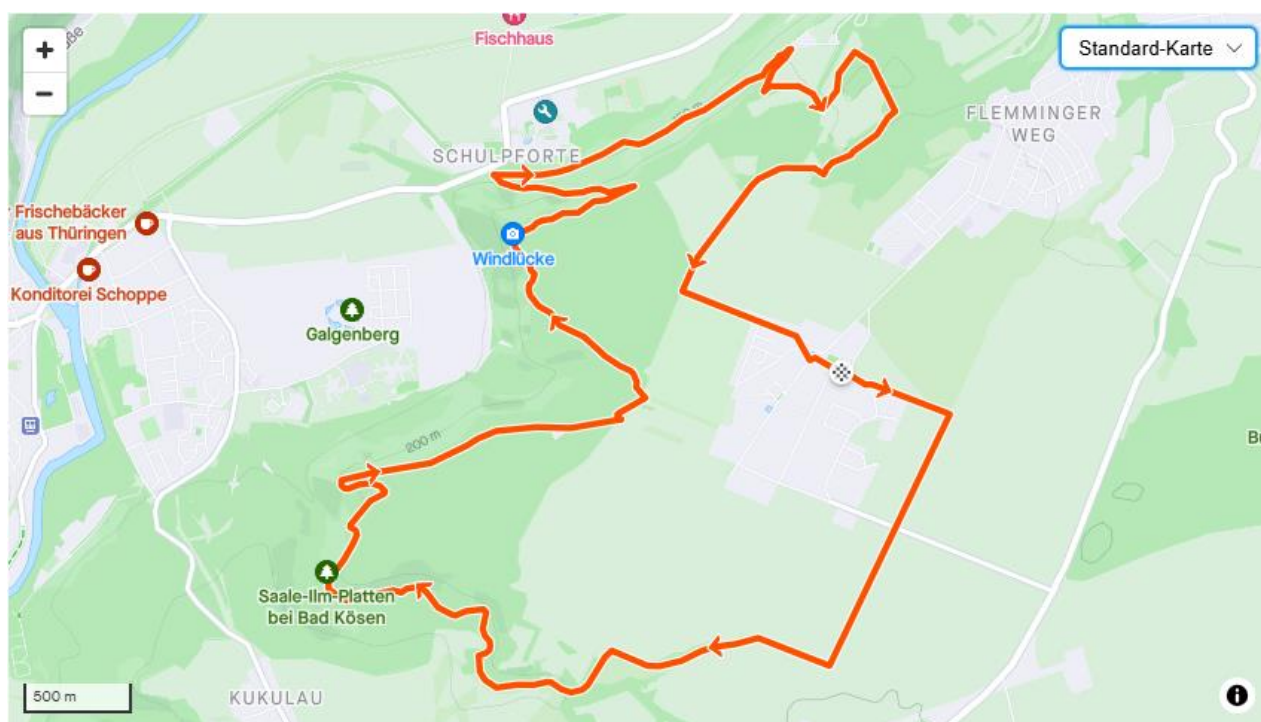 Fischhaus
Standard-Karte
+
−
FLEMMINGER
WEG
SCHULPFORTE
Frischebäcker
aus Thüringen
Windlücke
Konditorei Schoppe
Galgenberg
200 m
Saale-Ilm-Platten
bei Bad Kösen
500 m
KUKULAU